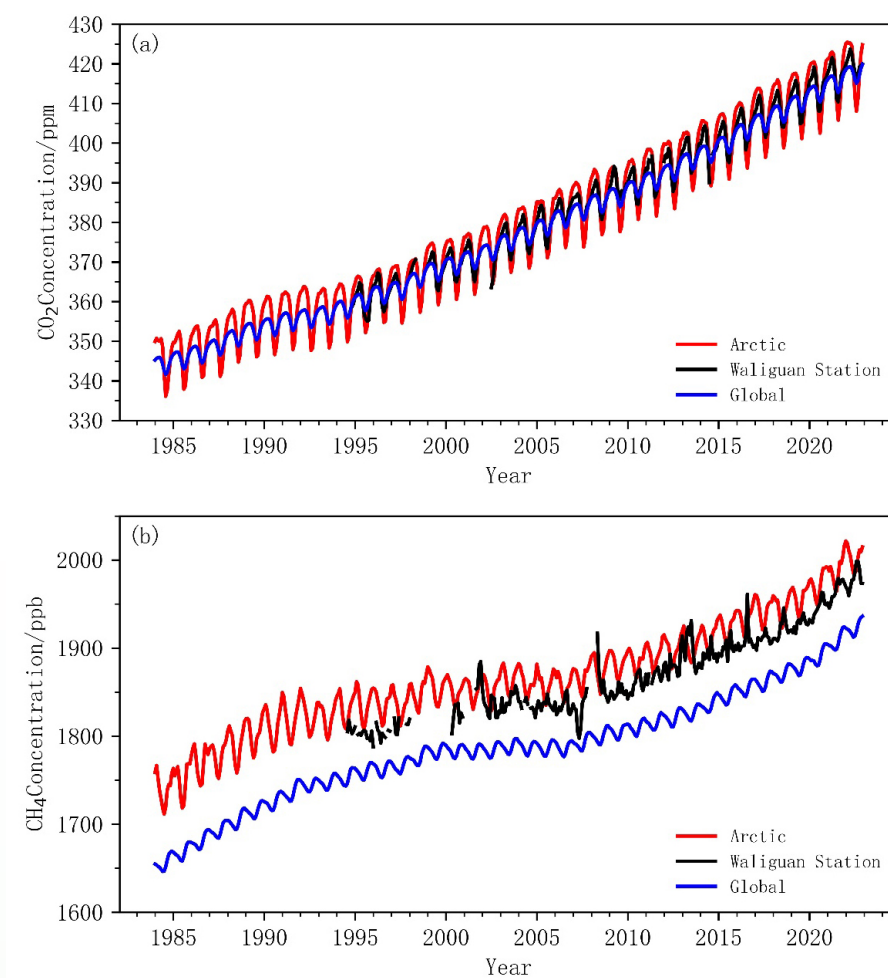 (a)
430
420
410
400
390
380
370
360
350
340
330
CO2Concentration/ppm
Arctic
Waliguan Station
Global
1985 1990 1995 2000 2005 2010 2015 2020
Year
(b)
2000
1900
1800
1700
1600
CH4Concentration/ppb
Arctic
Waliguan Station
Global
1985 1990 1995 2000 2005 2010 2015 2020
Year